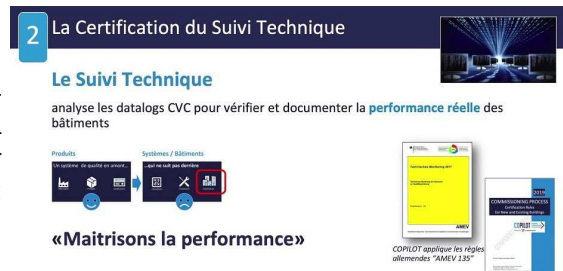 2
La Certification du Suivi Technique
Le Suivi Technique
analyse les datalogs CVC pour vérifier et documenter la performance réelle des
bâtiments
Produits
Un système de qualité en amont...
Systèmes / Bâtiments
...qui ne suit pas derrière
«Maitrisons la performance»
Technisches Monitoring 2017
AMEV
2019
COMMISSIONING PROCESS
Certification Rules
for New and Existing Buildings
COPILOT
COPILOT applique les règles
allemendes "AMEV 135"